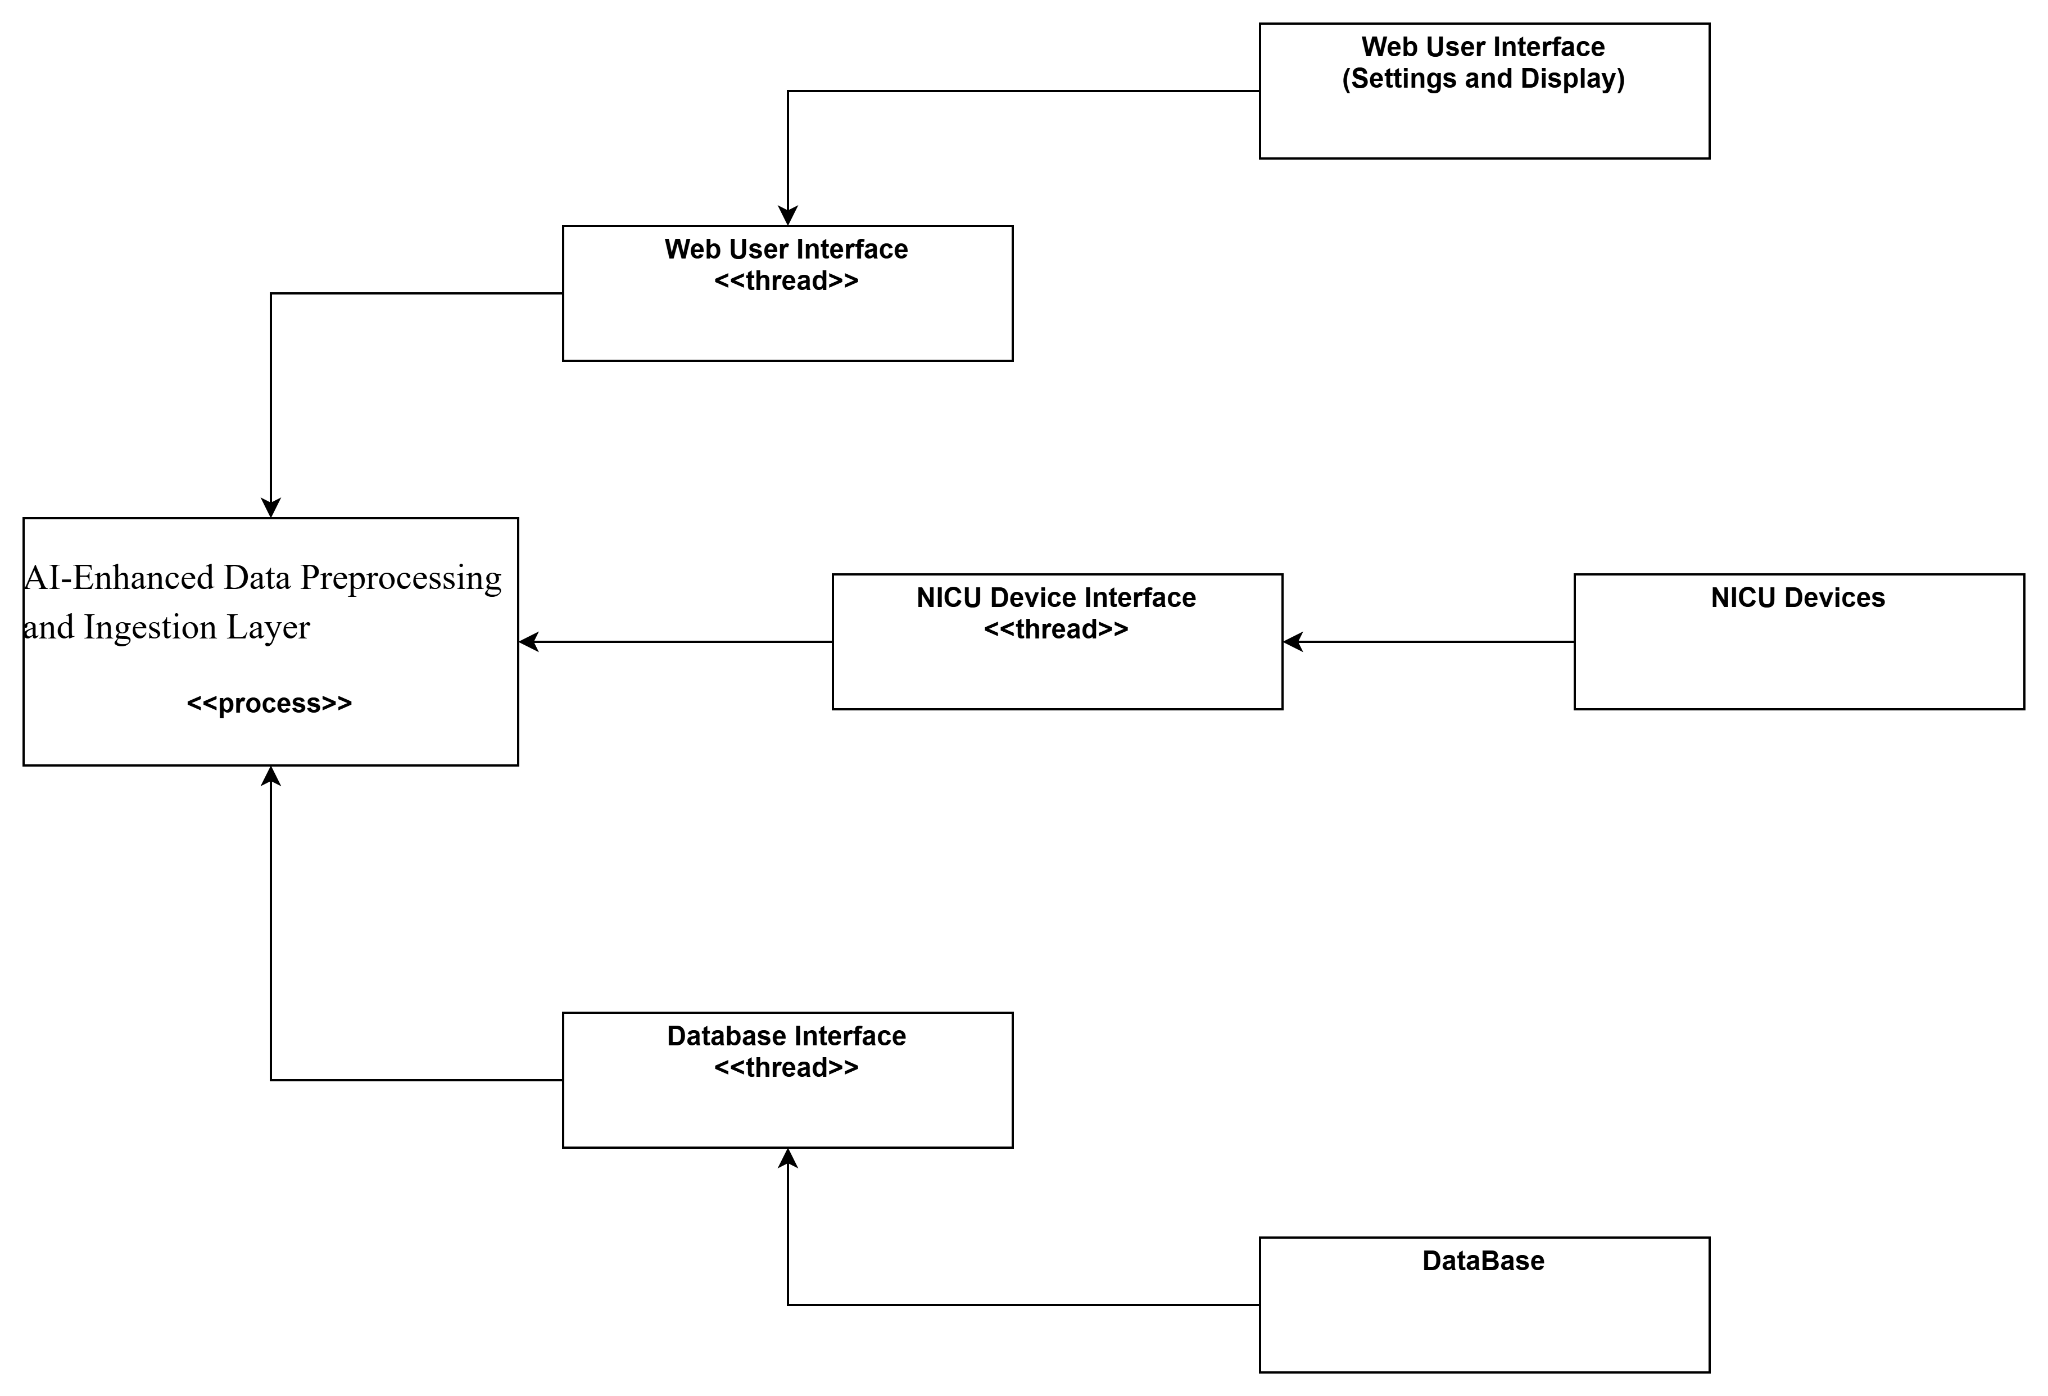 Web User Interface
(Settings and Display)
Web User Interface
<<thread>>
AI-Enhanced Data Preprocessing
and Ingestion Layer
<<process>>
NICU Device Interface
<<thread>>
NICU Devices
Database Interface
<<thread>>
DataBase